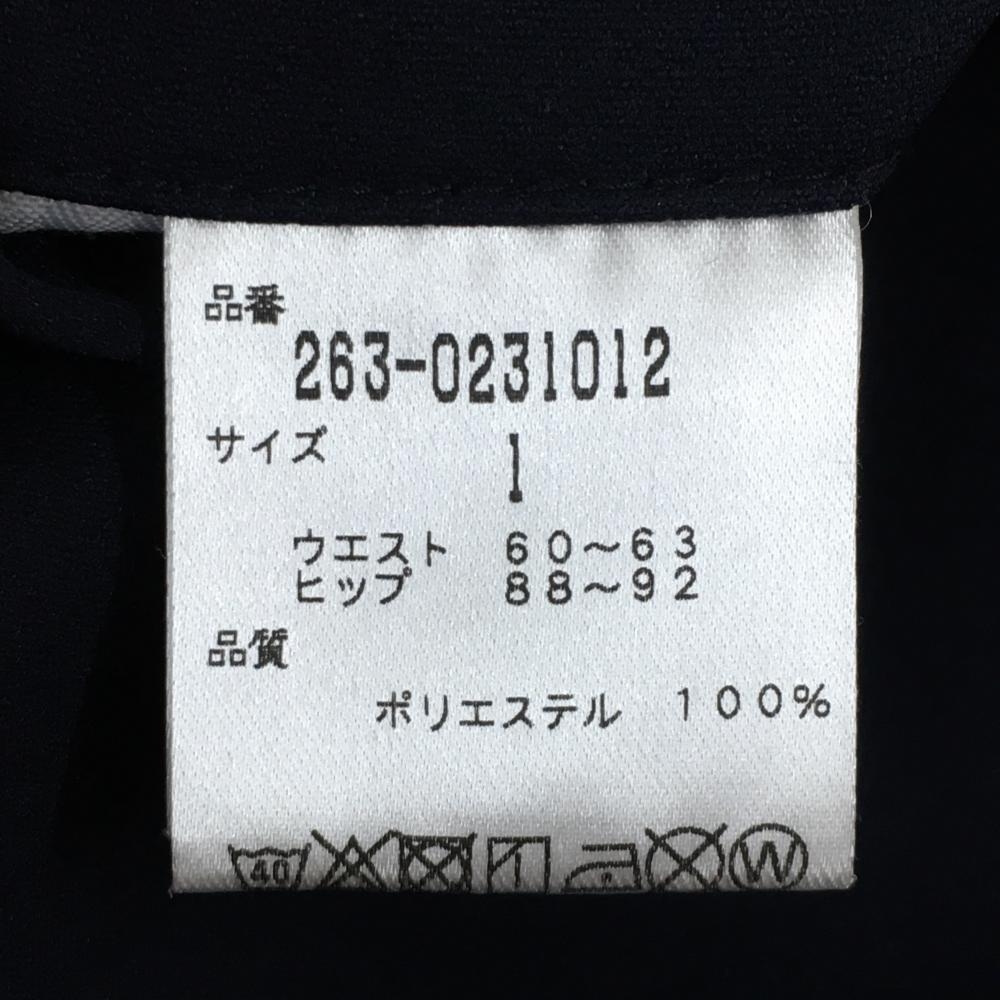 品番
263-0231012
サイズ 1
ウエスト 60～63
ヒップ 88～92
品質
ポリエステル 100%
40 W